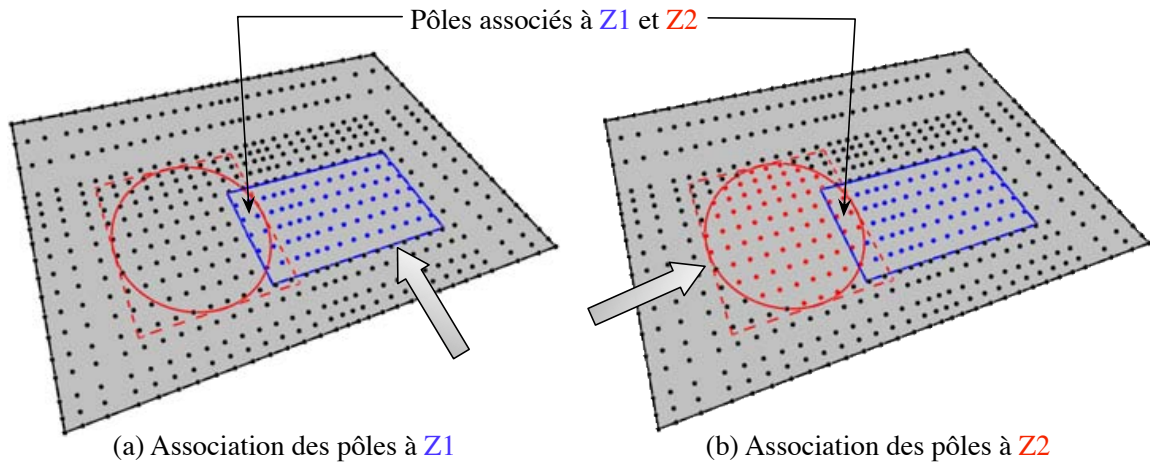 Pôles associés à Z1 et Z2
(a) Association des pôles à Z1
(b) Association des pôles à Z2